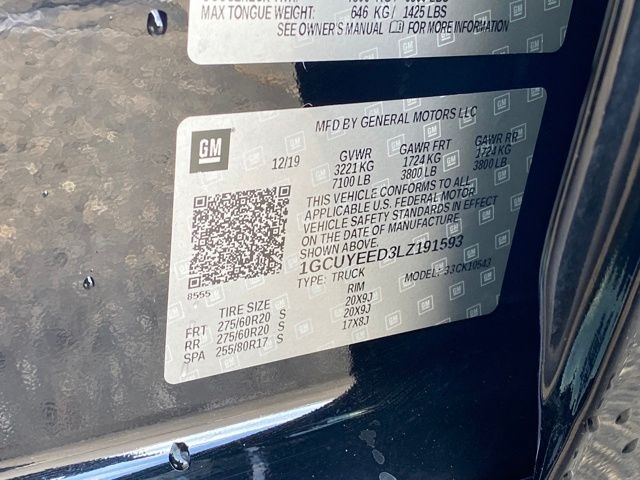 MAX TONGUE WEIGHT: 646 KG / 1425 LBS
SEE OWNER'S MANUAL FOR MORE INFORMATION
MFD BY GENERAL MOTORS LLC
GM
12/19 GVWR GAWR FRT GAWR RR
3221 KG 1724 KG 1724 KG
7100 LB 3800 LB 3800 LB
THIS VEHICLE CONFORMS TO ALL
APPLICABLE U.S. FEDERAL MOTOR
VEHICLE SAFETY STANDARDS IN EFFECT
ON THE DATE OF MANUFACTURE
SHOWN ABOVE.
1GCUYEED3LZ191593
TYPE: TRUCK MODEL: 33CK10543
8555
TIRE SIZE RIM
FRT 275/60R20 S 20X9J
RR 275/60R20 S 20X9J
SPA 255/80R17 S 17X8J